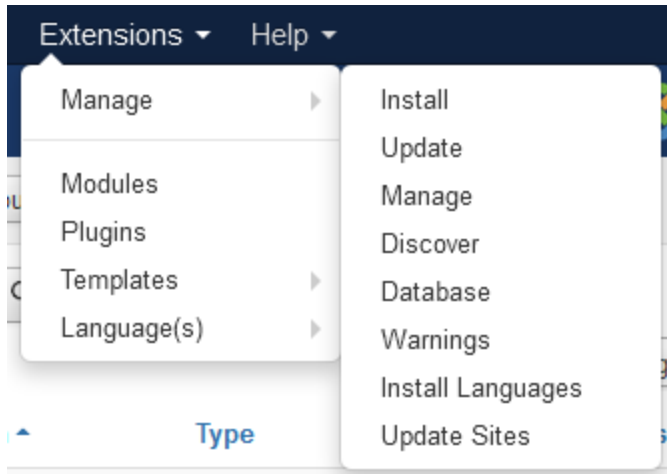 Extensions Help
Manage
Modules
Plugins
Templates
Language(s)
Install
Update
Manage
Discover
Database
Warnings
Install Languages
Update Sites
Type